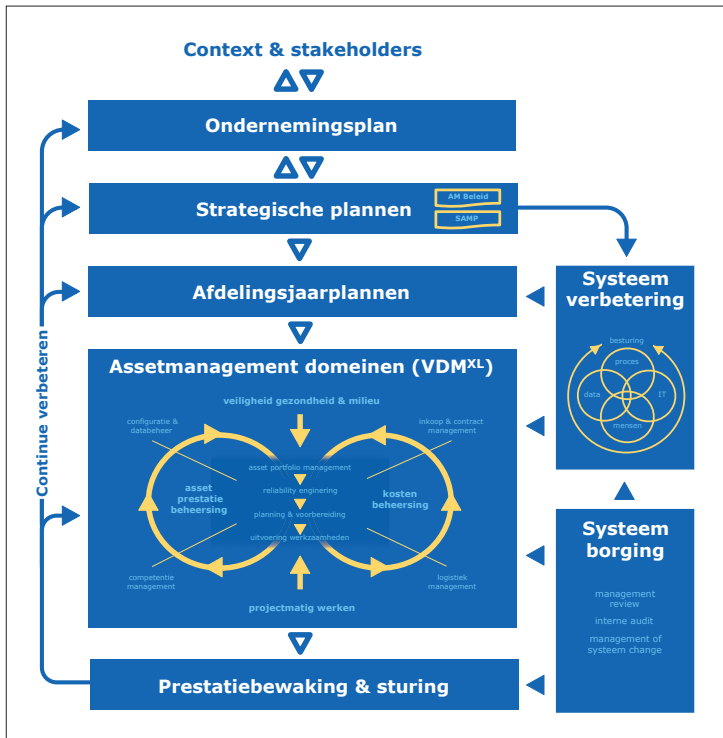 Context & stakeholders
Ondernemingsplan
Strategische plannen
AM Beleid
SAMP
Afdelingsjaarplannen
Systeem
verbetering
besturing
proces
data
IT
mensen
Continue verbeteren
Assetmanagement domeinen (VDMXL)
veiligheid gezondheid & milieu
configuratie &
databeheer
inkoop & contract
management
asset portfolio management
asset
prestatie
beheersing
reliability enginering
kosten
beheersing
planning & voorbereiding
uitvoering werkzaamheden
competentie
management
logistiek
management
projectmatig werken
Systeem
borging
management
review
interne audit
management of
systeem change
Prestatiebewaking & sturing